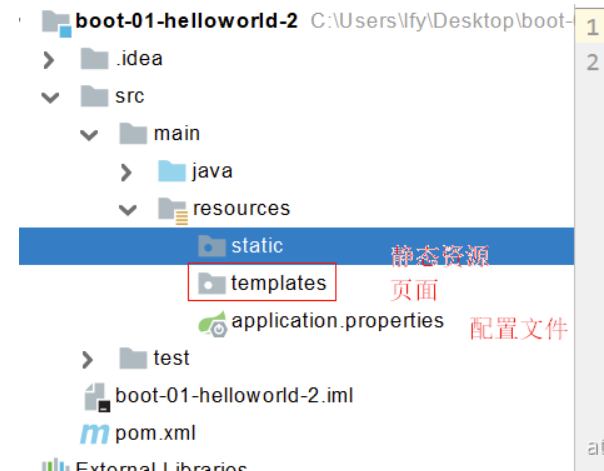 boot-01-helloworld-2 C:\Users\lfy\Desktop\boot-
1
.idea
2
src
main
java
resources
static 静态资源
templates 页面
application.properties 配置文件
test
boot-01-helloworld-2.iml
m pom.xml
External Libraries
at